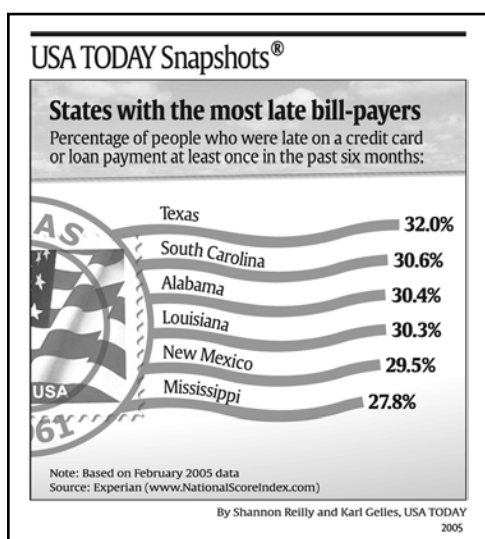 USA TODAY Snapshots®
States with the most late bill-payers
Percentage of people who were late on a credit card
or loan payment at least once in the past six months:
AS
USA
061
Texas 32.0%
South Carolina 30.6%
Alabama 30.4%
Louisiana 30.3%
New Mexico 29.5%
Mississippi 27.8%
Note: Based on February 2005 data
Source: Experian (www.NationalScoreIndex.com)
By Shannon Reilly and Karl Gelles, USA TODAY
2005